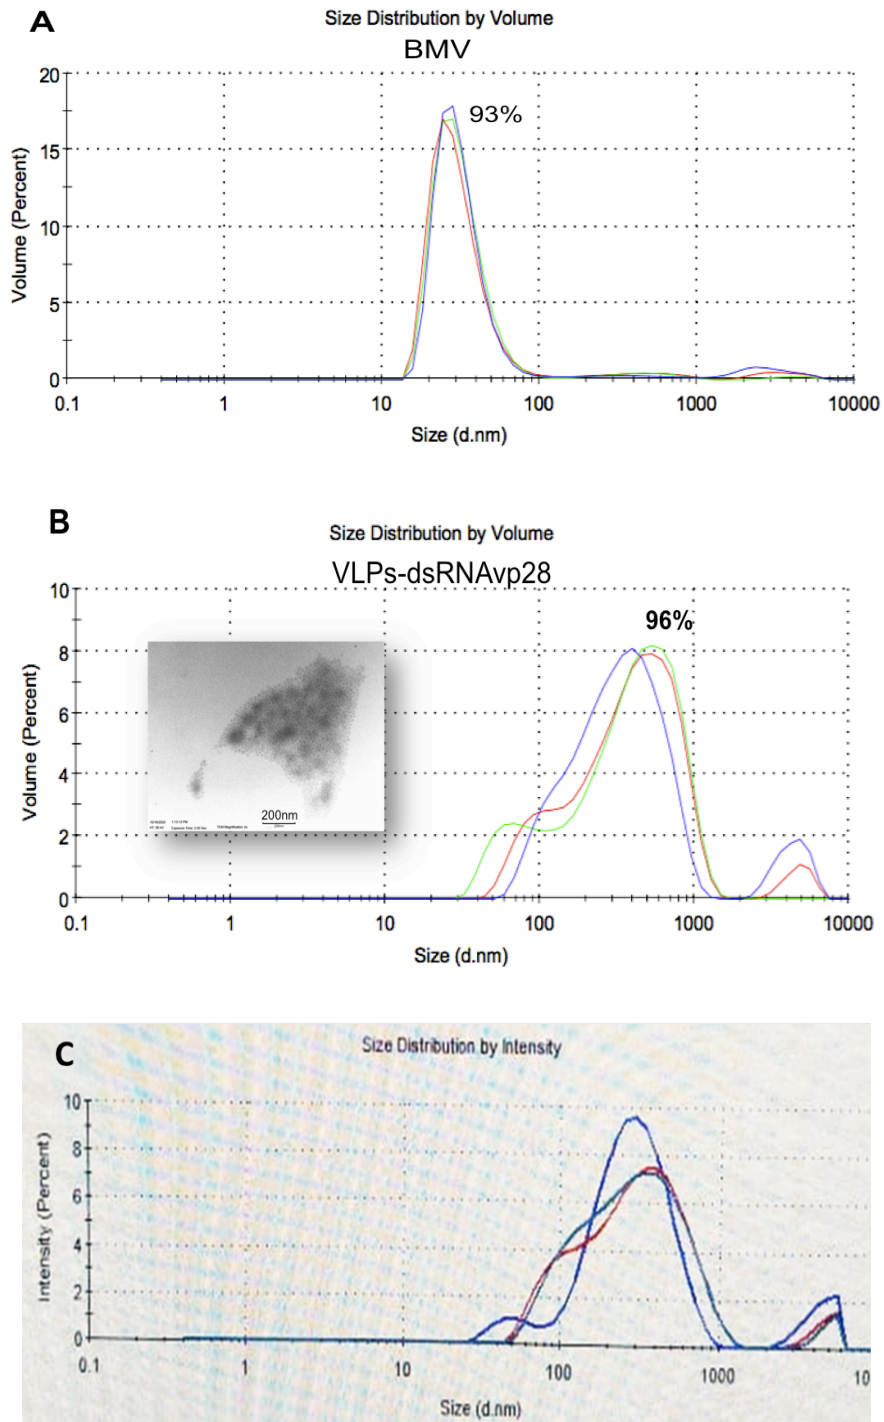 A
Size Distribution by Volume
BMV
93%
20
15
10
5
0
Volume (Percent)
0.1 1 10 100 1000 10000
Size (d.nm)
B
Size Distribution by Volume
VLPs-dsRNAvp28
96%
10
8
6
4
2
0
Volume (Percent)
200nm
0.1 1 10 100 1000 10000
Size (d.nm)
C
Size Distribution by Intensity
10
8
6
4
2
0
Intensity (Percent)
0.1 1 10 100 1000 10
Size (d.nm)